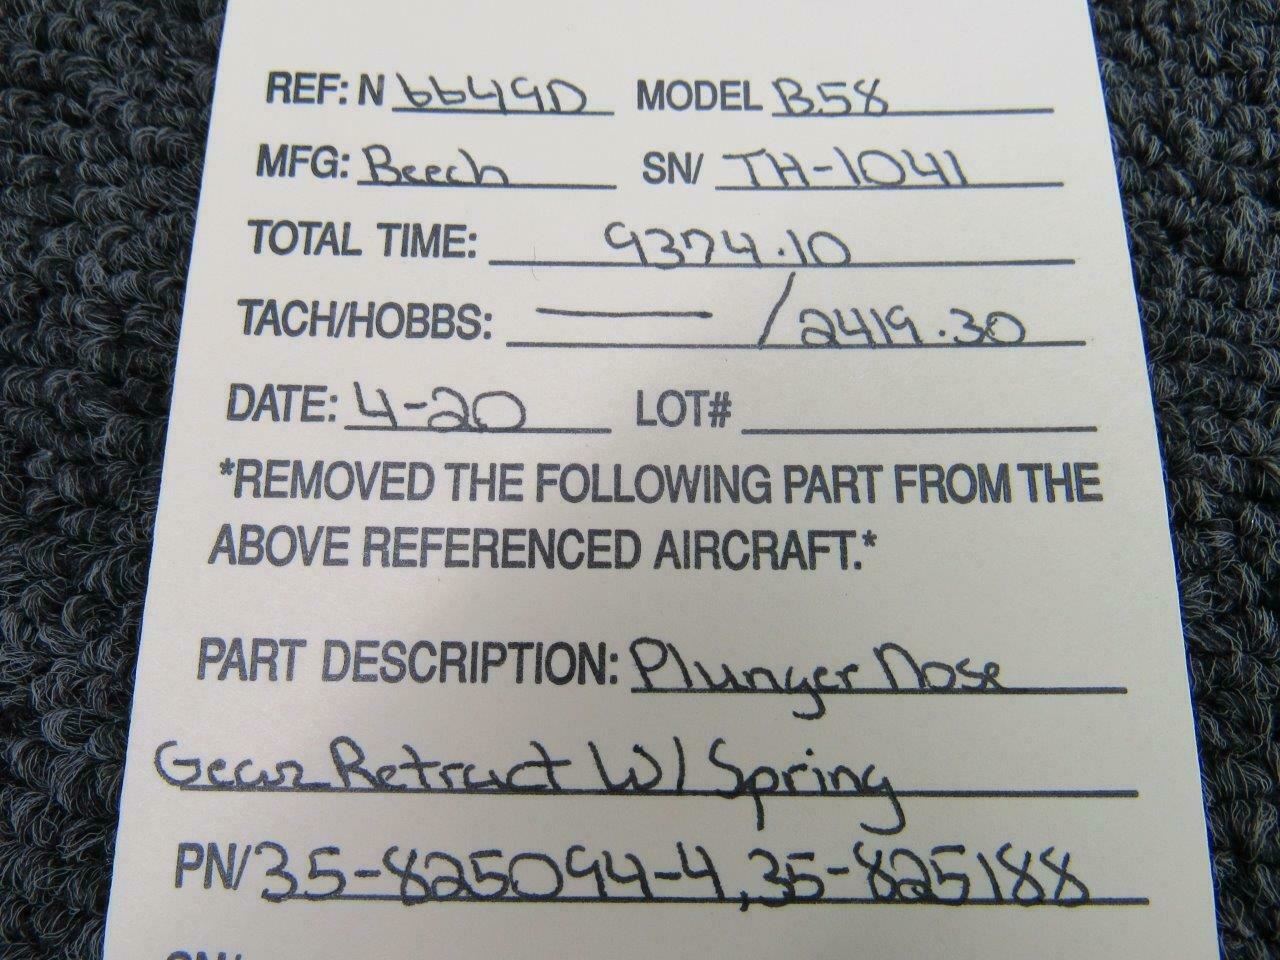 REF: N 6649D MODEL B58
MFG: Beech SN/ TH-1041
TOTAL TIME: 9374.10
TACH/HOBBS: — / 2419.30
DATE: 4-20 LOT#
*REMOVED THE FOLLOWING PART FROM THE
ABOVE REFERENCED AIRCRAFT.*
PART DESCRIPTION: Plunger Nose
Gear Retract W/ Spring
PN/ 35-825094-4, 35-825188